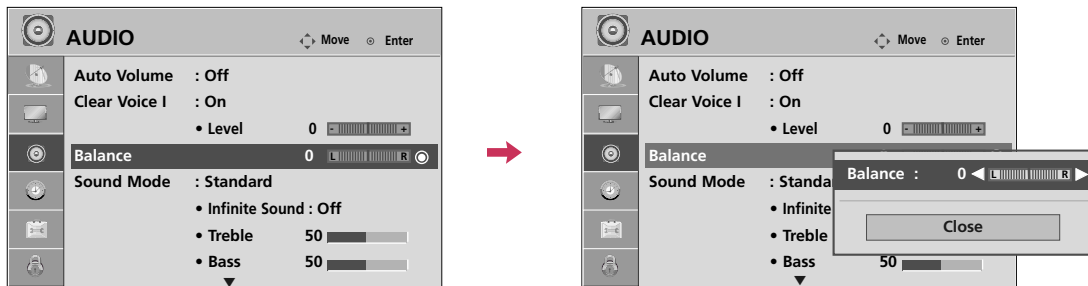 AUDIO Move Enter
Auto Volume : Off
Clear Voice I : On
• Level 0 - +
Balance 0 L R
Sound Mode : Standard
• Infinite Sound : Off
• Treble 50
• Bass 50
AUDIO Move Enter
Auto Volume : Off
Clear Voice I : On
• Level 0 - +
Balance
Sound Mode : Standa
• Infinite
• Treble
• Bass 50
Balance : 0 L R
Close